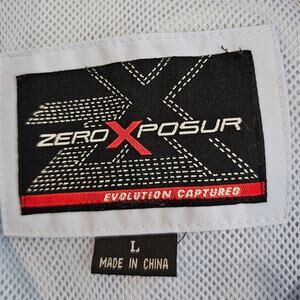 ZEROXPOSUR
EVOLUTION CAPTURED
L
MADE IN CHINA